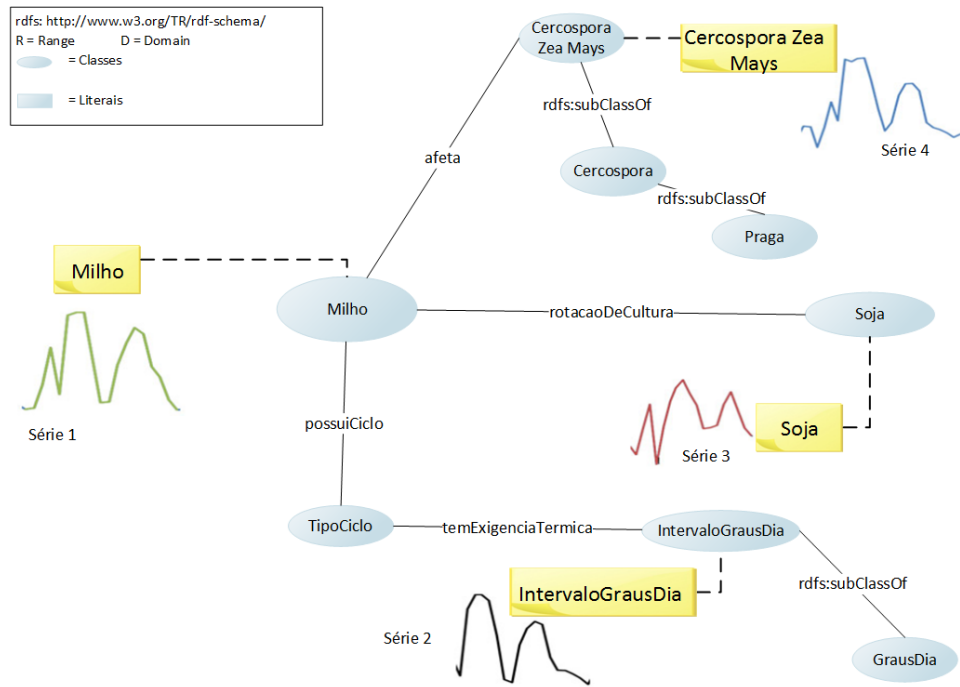 rdfs: http://www.w3.org/TR/rdf-schema/
R = Range D = Domain
= Classes
= Literais
Cercospora
Zea Mays
Cercospora Zea
Mays
rdfs:subClassOf
Série 4
afeta
Cercospora
rdfs:subClassOf
Praga
Milho
Milho
rotacaoDeCultura
Soja
possuiCiclo
Série 1
Soja
Série 3
TipoCiclo
temExigenciaTermica
IntervaloGrausDia
rdfs:subClassOf
IntervaloGrausDia
Série 2
GrausDia